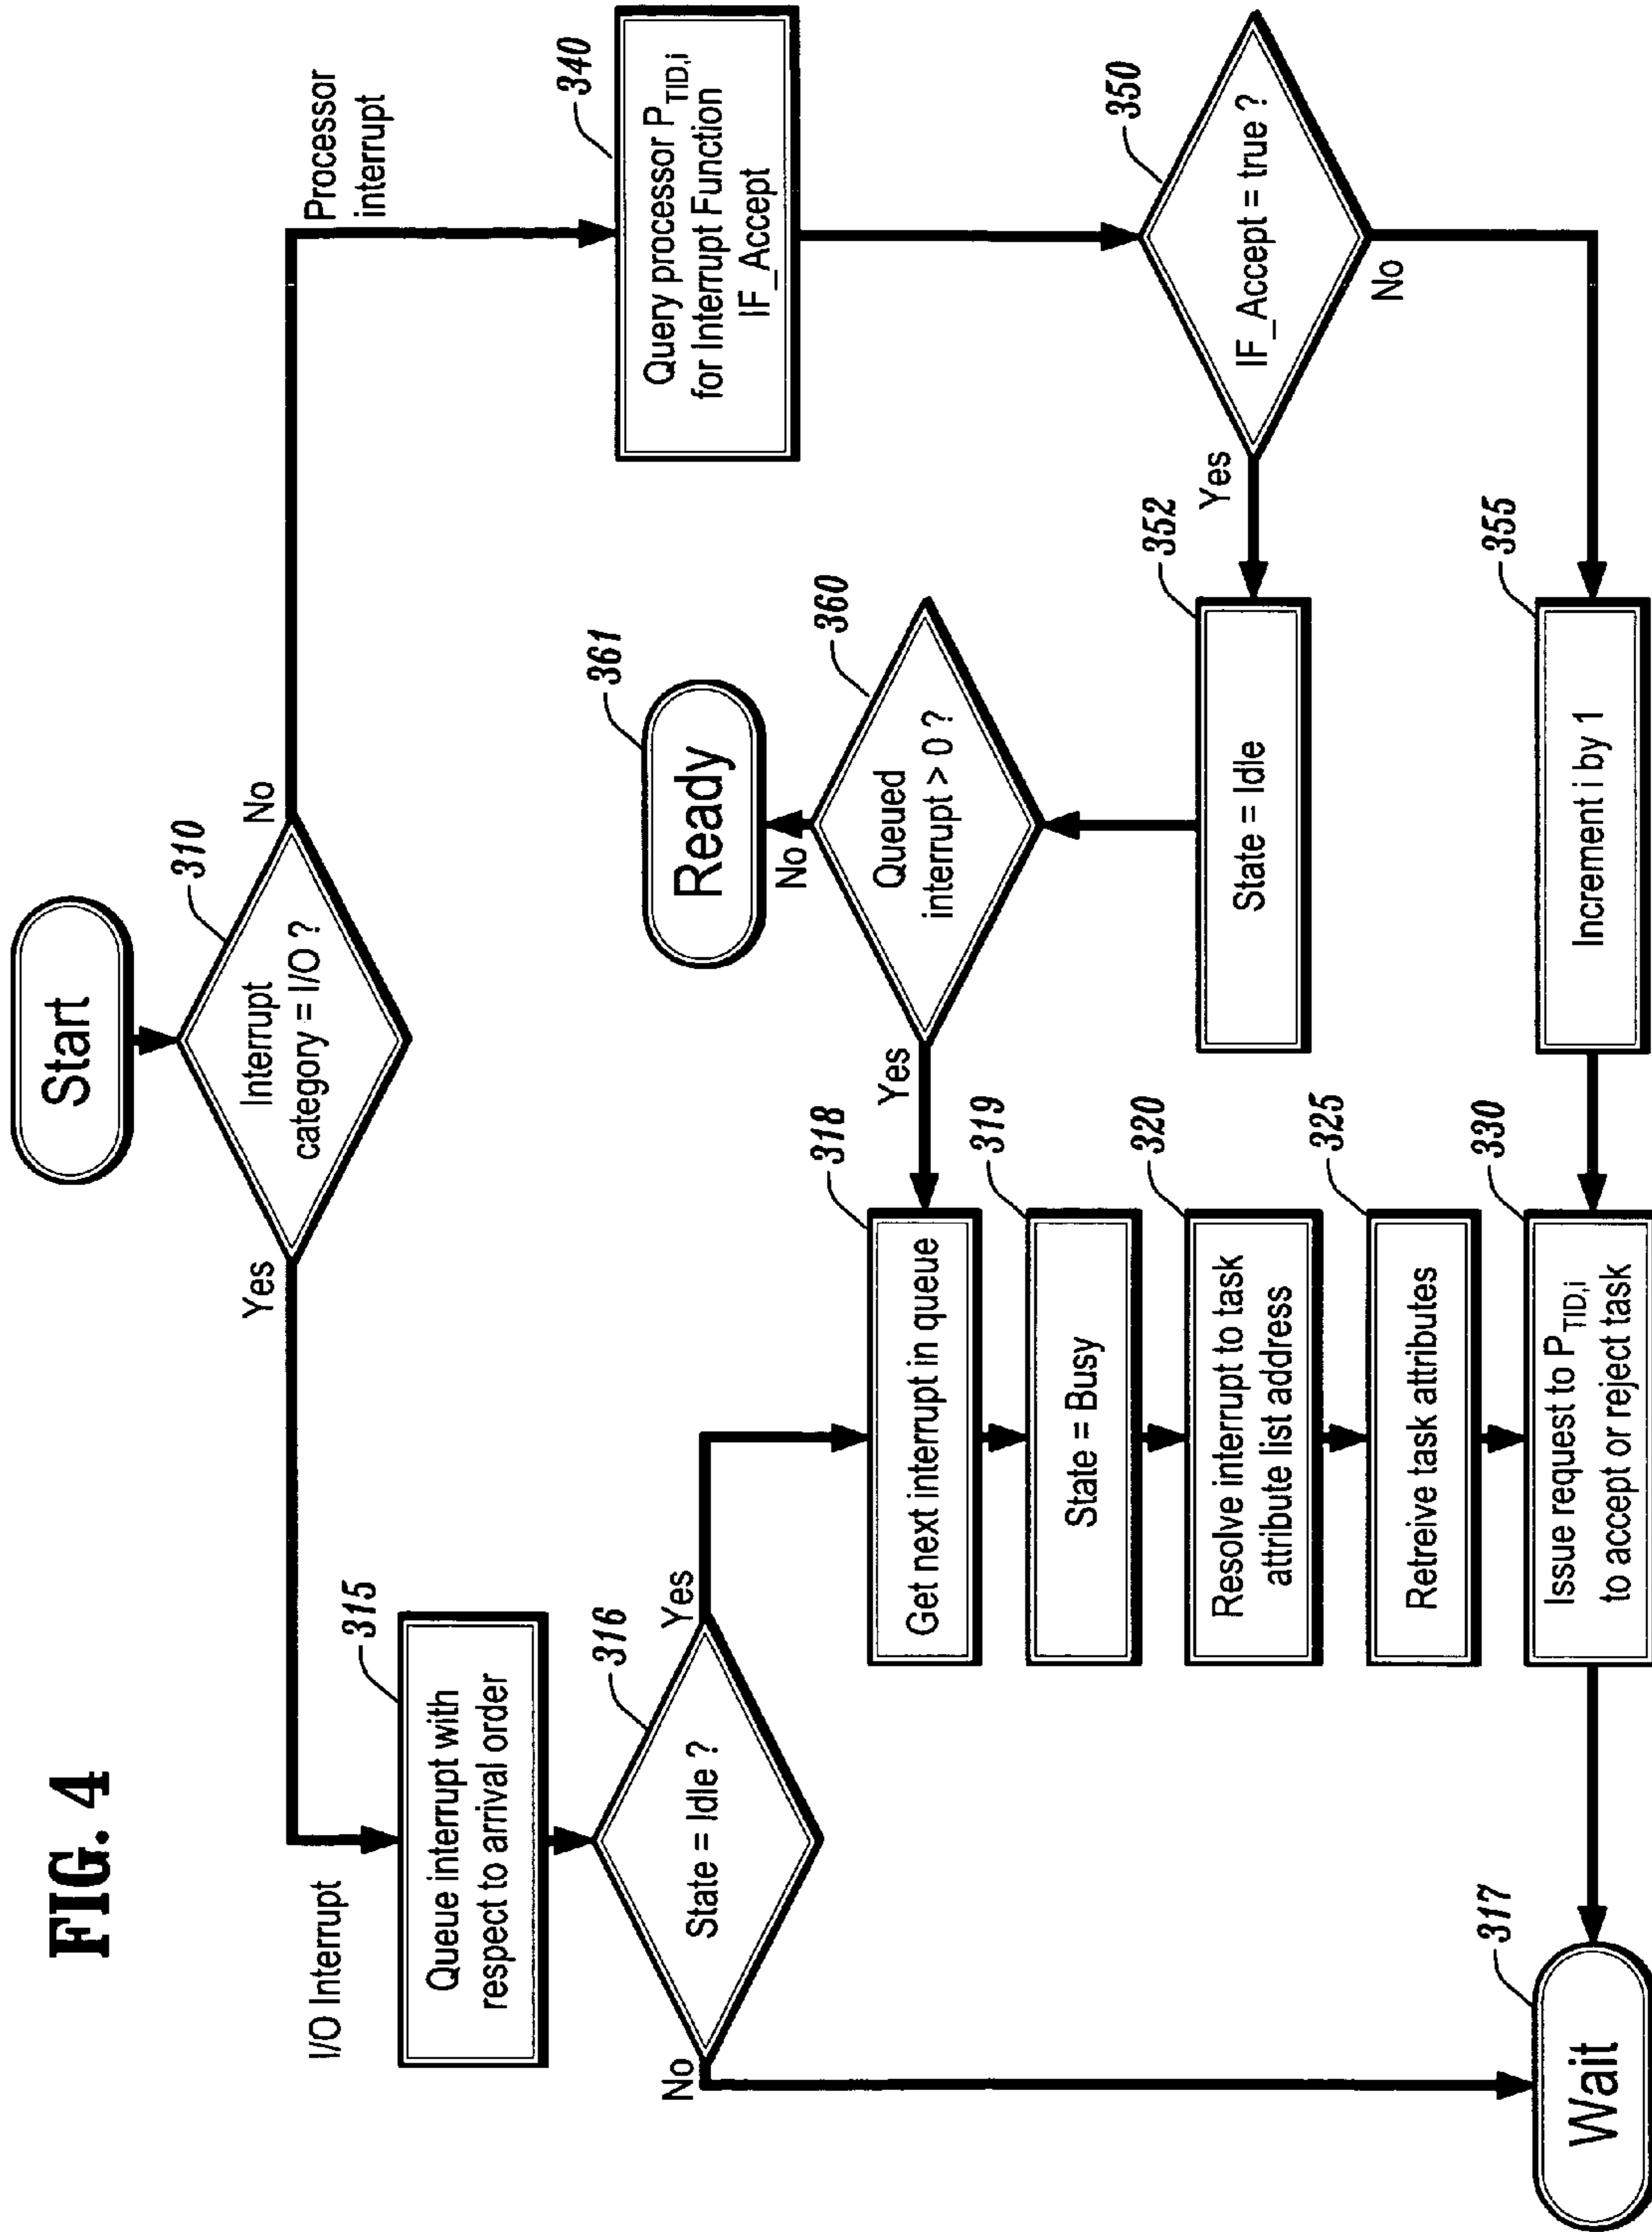 FIG. 4
Start
310
Interrupt
category = I/O ?
Yes
No
I/O Interrupt
Processor
interrupt
315
Queue interrupt with
respect to arrival order
316
State = Idle ?
No
Yes
340
Query processor P TID,i
for Interrupt Function
IF_Accept
361
Ready
No
360
Queued
interrupt > 0 ?
Yes
318
Get next interrupt in queue
319
State = Busy
320
Resolve interrupt to task
attribute list address
325
Retreive task attributes
330
Issue request to P TID,i
to accept or reject task
350
IF_Accept = true ?
Yes
No
352
State = Idle
355
Increment i by 1
317
Wait